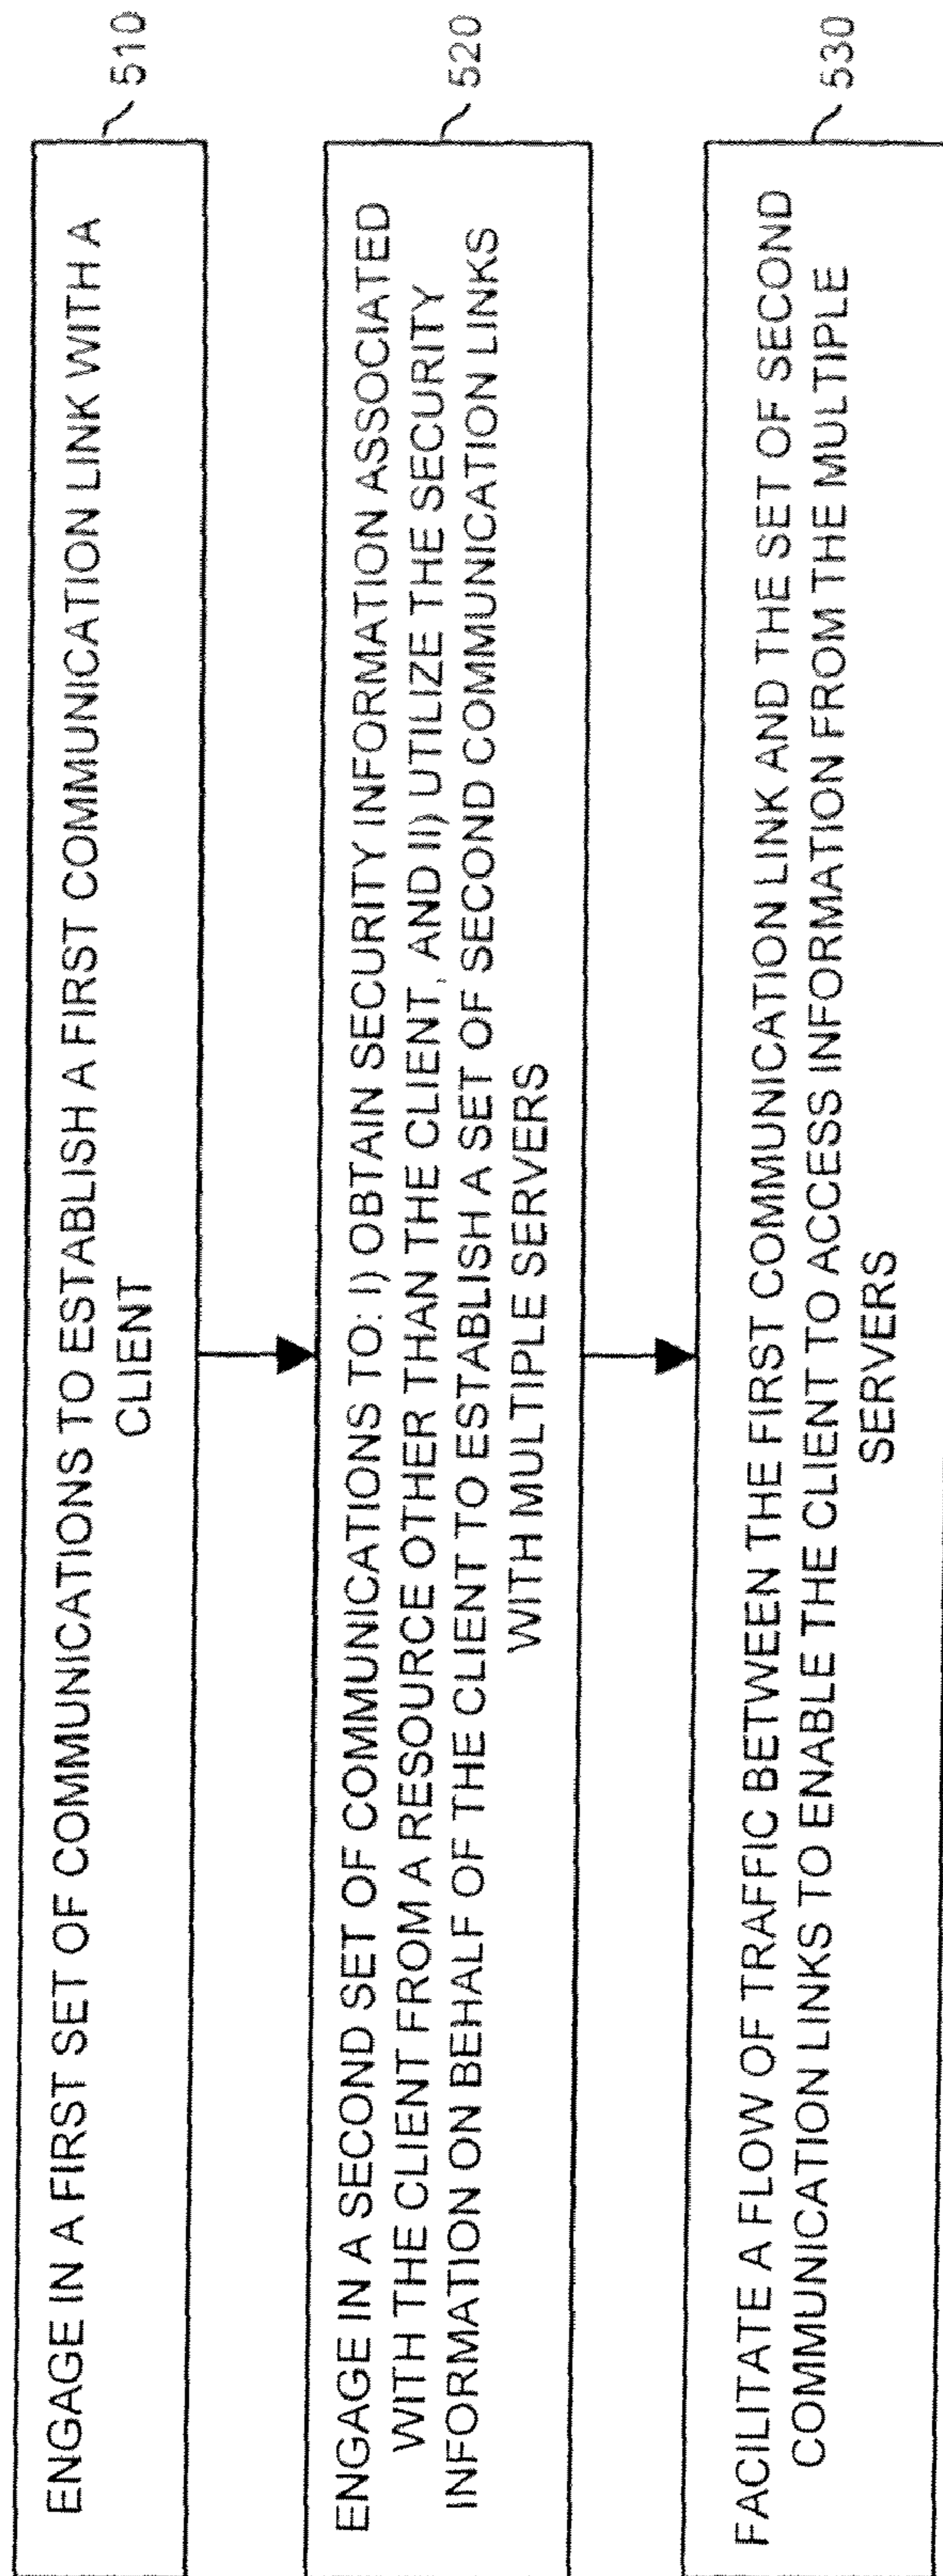 ENGAGE IN A FIRST SET OF COMMUNICATIONS TO ESTABLISH A FIRST COMMUNICATION LINK WITH A
CLIENT
510
ENGAGE IN A SECOND SET OF COMMUNICATIONS TO: I) OBTAIN SECURITY INFORMATION ASSOCIATED
WITH THE CLIENT FROM A RESOURCE OTHER THAN THE CLIENT, AND II) UTILIZE THE SECURITY
INFORMATION ON BEHALF OF THE CLIENT TO ESTABLISH A SET OF SECOND COMMUNICATION LINKS
WITH MULTIPLE SERVERS
520
FACILITATE A FLOW OF TRAFFIC BETWEEN THE FIRST COMMUNICATION LINK AND THE SET OF SECOND
COMMUNICATION LINKS TO ENABLE THE CLIENT TO ACCESS INFORMATION FROM THE MULTIPLE
SERVERS
530